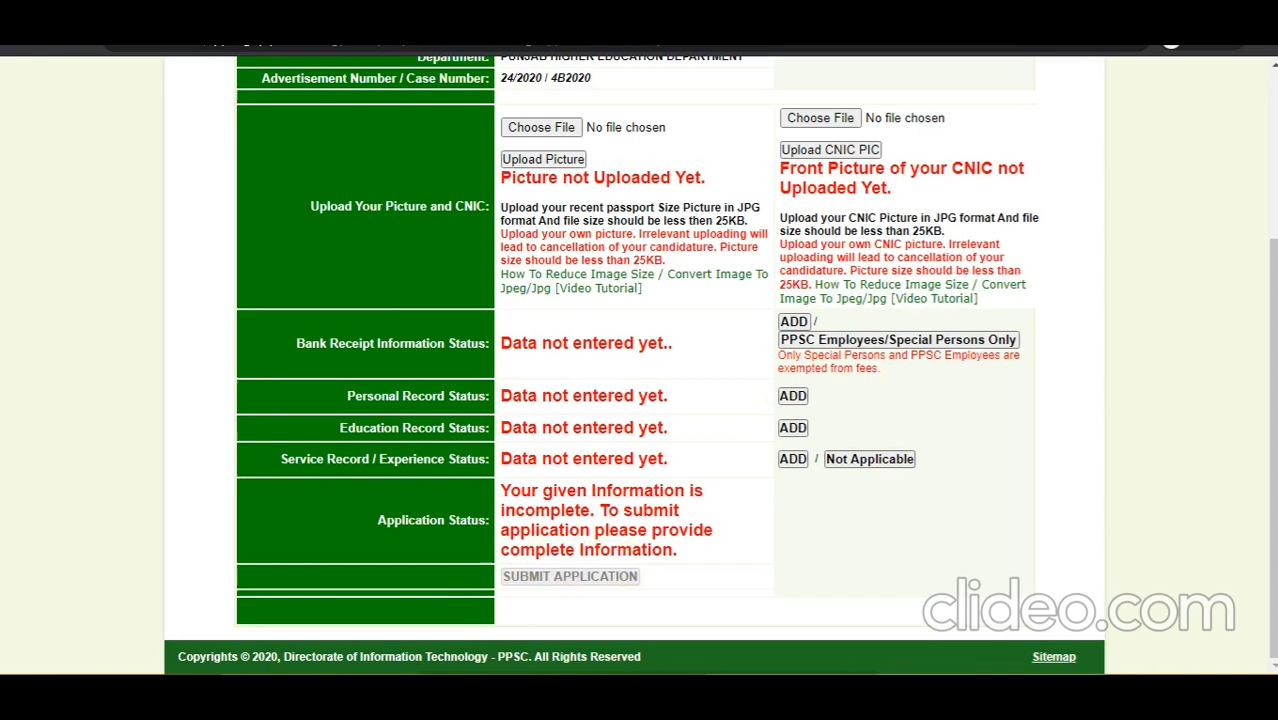 Department:
PUNJAB HIGHER EDUCATION DEPARTMENT
Advertisement Number / Case Number:
24/2020 / 4B2020
Upload Your Picture and CNIC:
Choose File No file chosen
Upload Picture
Picture not Uploaded Yet.
Upload your recent passport Size Picture in JPG
format And file size should be less then 25KB.
Upload your own picture. Irrelevant uploading will
lead to cancellation of your candidature. Picture
size should be less than 25KB.
How To Reduce Image Size / Convert Image To
Jpeg/Jpg [Video Tutorial]
Choose File No file chosen
Upload CNIC PIC
Front Picture of your CNIC not
Uploaded Yet.
Upload your CNIC Picture in JPG format And file
size should be less than 25KB.
Upload your own CNIC picture. Irrelevant
uploading will lead to cancellation of your
candidature. Picture size should be less than
25KB. How To Reduce Image Size / Convert
Image To Jpeg/Jpg [Video Tutorial]
Bank Receipt Information Status:
Data not entered yet..
ADD /
PPSC Employees/Special Persons Only
Only Special Persons and PPSC Employees are
exempted from fees.
Personal Record Status:
Data not entered yet.
ADD
Education Record Status:
Data not entered yet.
ADD
Service Record / Experience Status:
Data not entered yet.
ADD / Not Applicable
Application Status:
Your given Information is
incomplete. To submit
application please provide
complete Information.
SUBMIT APPLICATION
clideo.com
Copyrights © 2020, Directorate of Information Technology - PPSC. All Rights Reserved
Sitemap